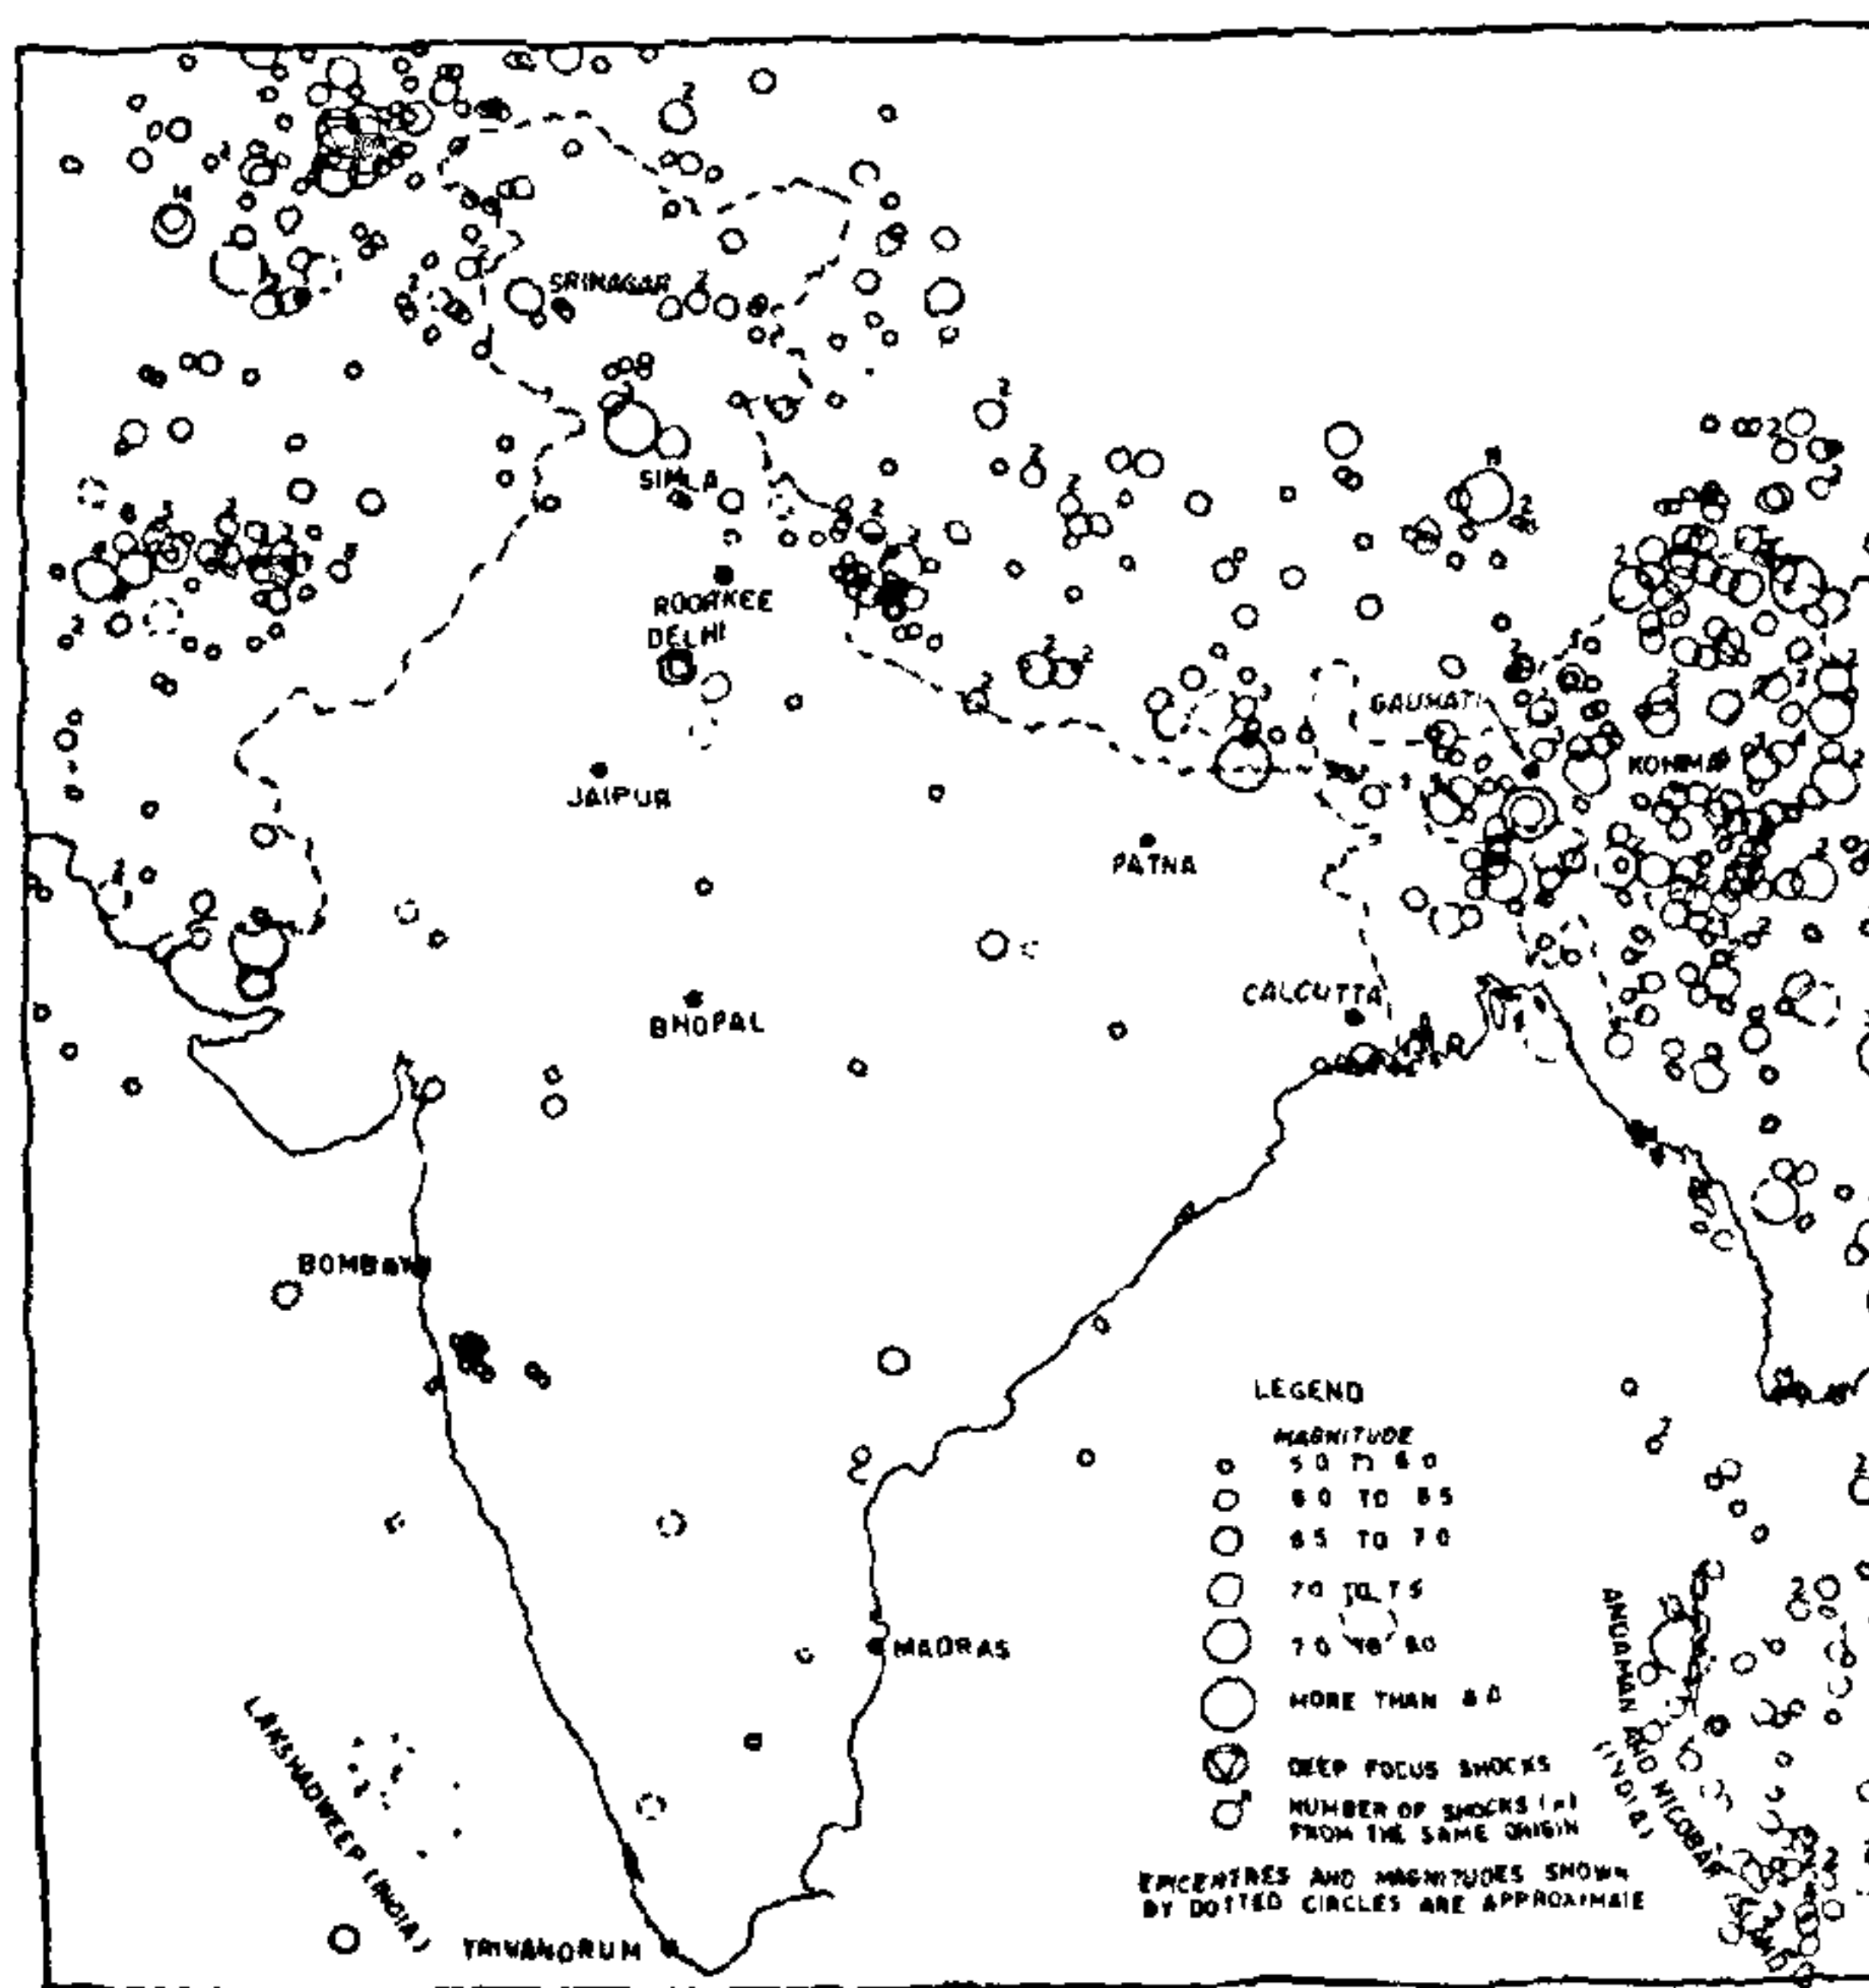 SRINAGAR
SIMLA
ROORKEE
DELHI
GAUHATI
KOHIMA
JAIPUR
PATNA
CALCUTTA
BHOPAL
BOMBAY
LEGEND
MAGNITUDE
5 0 TO 6 0
6 0 TO 6 5
6 5 TO 7 0
7 0 TO 7 5
7 0 TO 8 0
MORE THAN 8 0
DEEP FOCUS SHOCKS
NUMBER OF SHOCKS (n)
FROM THE SAME ORIGIN
EPICENTRES AND MAGNITUDES SHOWN
BY DOTTED CIRCLES ARE APPROXIMATE
MADRAS
ANDAMAN AND NICOBAR
(INDIA)
LAKSHADWEEP (INDIA)
TRIVANDRUM